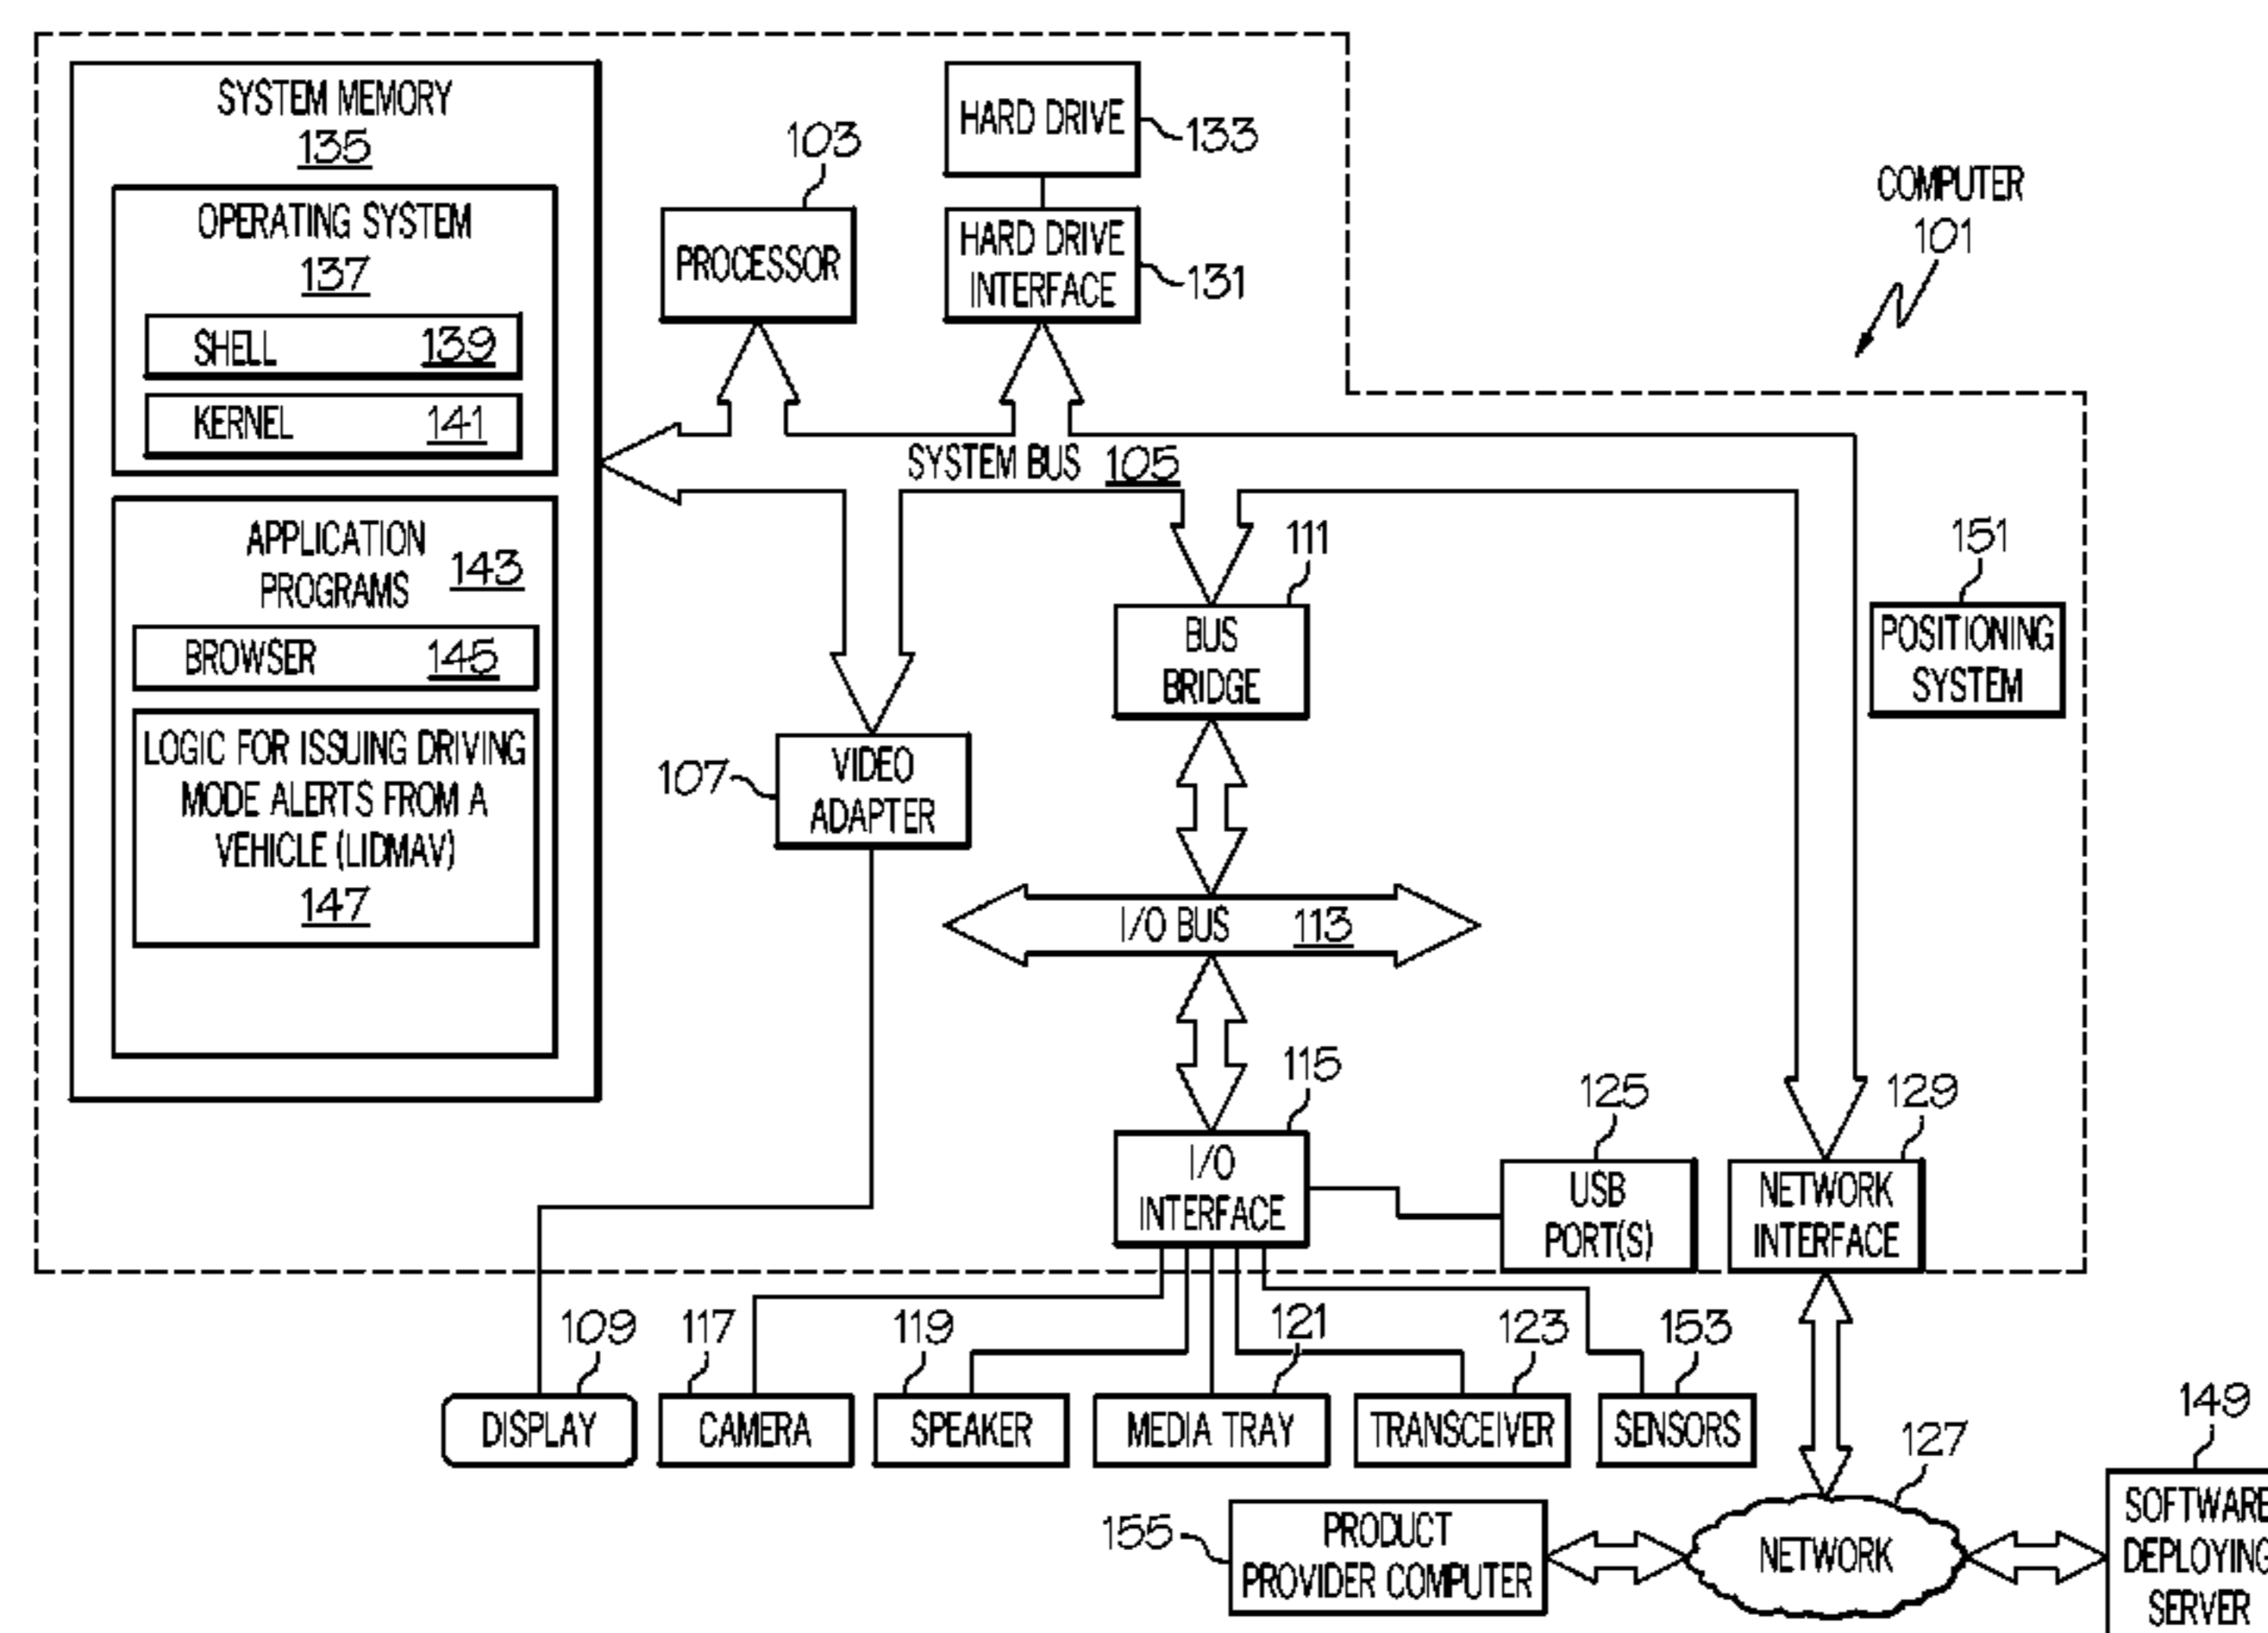 SYSTEM MEMORY
135
OPERATING SYSTEM
137
SHELL 139
KERNEL 141
APPLICATION
PROGRAMS 143
BROWSER 145
LOGIC FOR ISSUING DRIVING
MODE ALERTS FROM A
VEHICLE (LIDMAV)
147
103
PROCESSOR
HARD DRIVE
133
HARD DRIVE
INTERFACE
131
COMPUTER
101
SYSTEM BUS 105
111
BUS
BRIDGE
151
POSITIONING
SYSTEM
107
VIDEO
ADAPTER
I/O BUS 113
115
I/O
INTERFACE
125
USB
PORT(S)
129
NETWORK
INTERFACE
109
DISPLAY
117
CAMERA
119
SPEAKER
121
MEDIA TRAY
123
TRANSCEIVER
153
SENSORS
155
PRODUCT
PROVIDER COMPUTER
127
NETWORK
149
SOFTWARE
DEPLOYING
SERVER